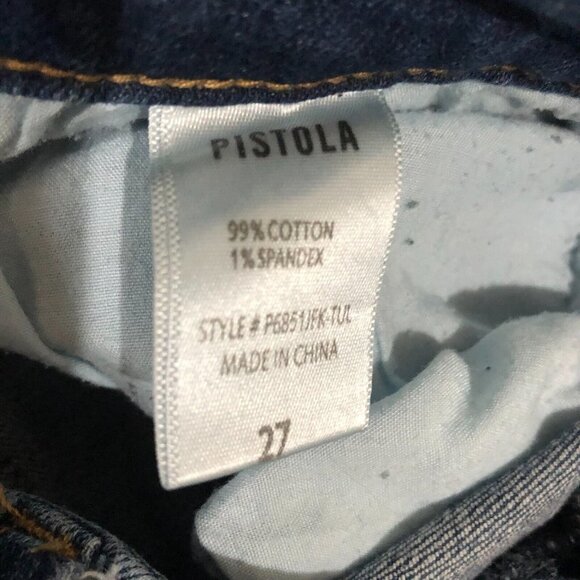 PISTOLA
99% COTTON
1% SPANDEX
STYLE # P6851JFK-TUL
MADE IN CHINA
27